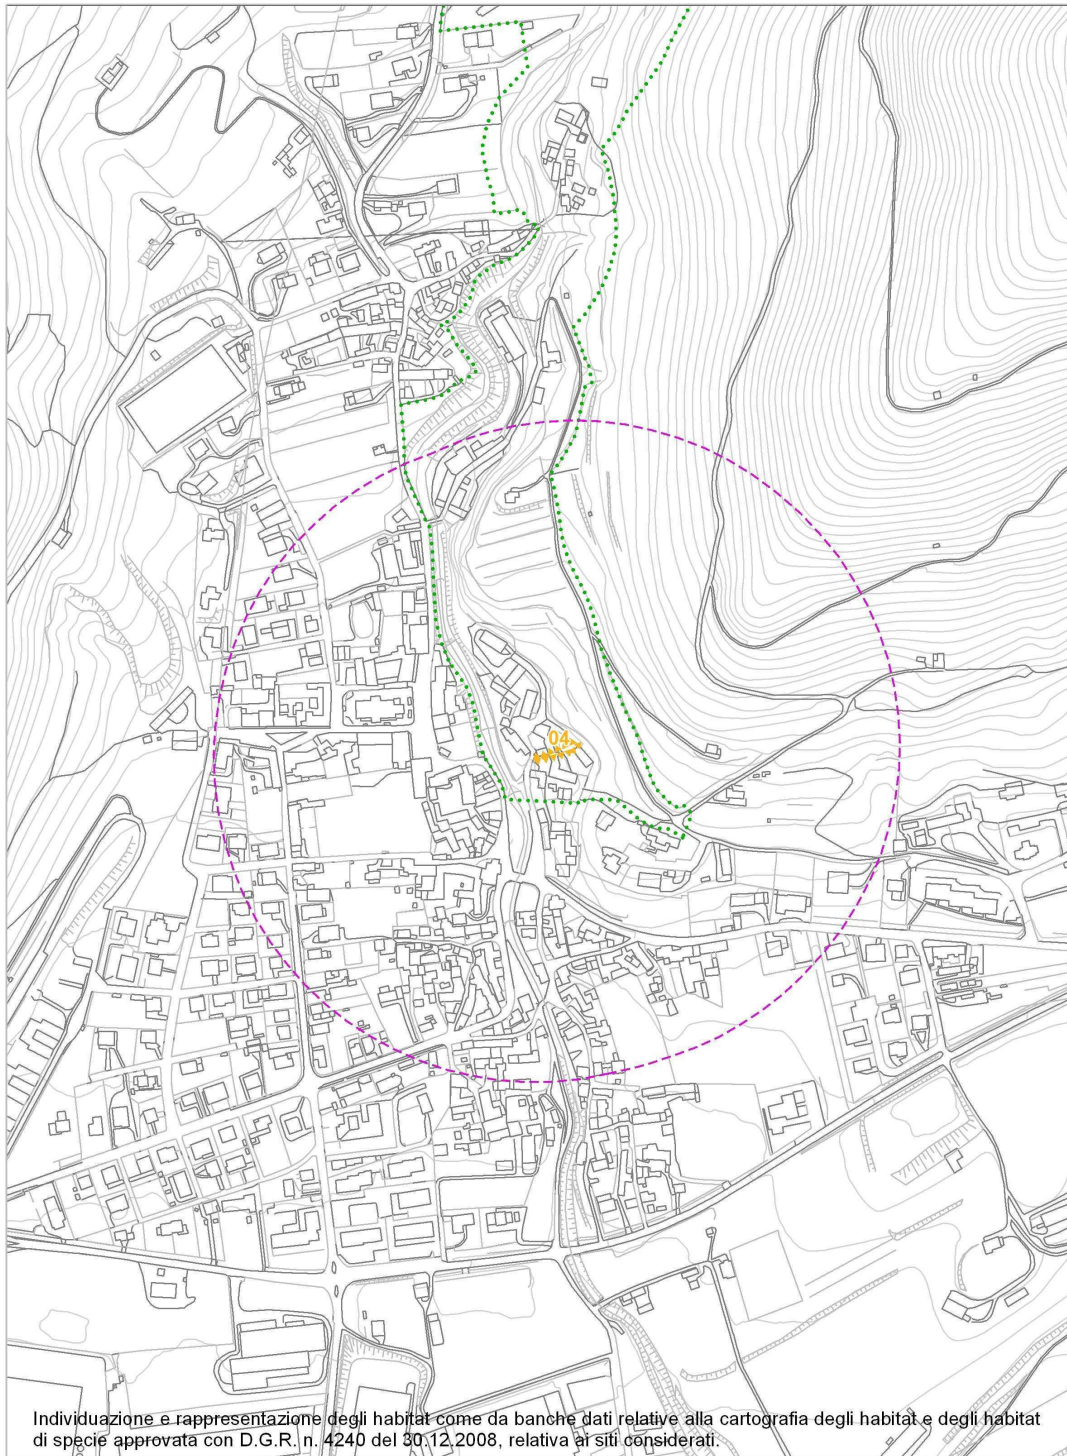 04
Individuazione e rappresentazione degli habitat come da banche dati relative alla cartografia degli habitat e degli habitat
di specie approvata con D.G.R. n. 4240 del 30.12.2008, relativa ai siti considerati.